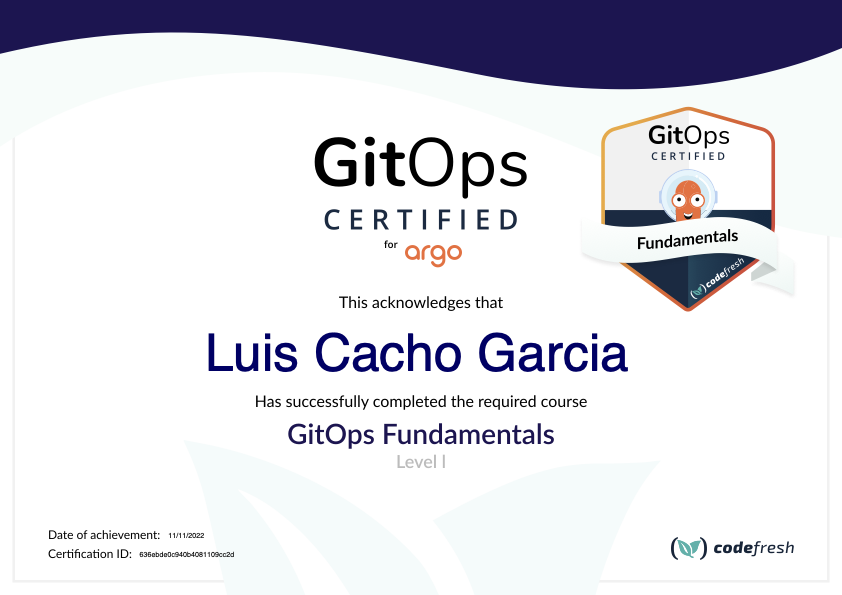 GitOps
CERTIFIED
for argo
GitOps
CERTIFIED
Fundamentals
codefresh
This acknowledges that
Luis Cacho Garcia
Has successfully completed the required course
GitOps Fundamentals
Level I
Date of achievement: 11/11/2022
Certification ID: 636ebde0c940b4081109cc2d
codefresh